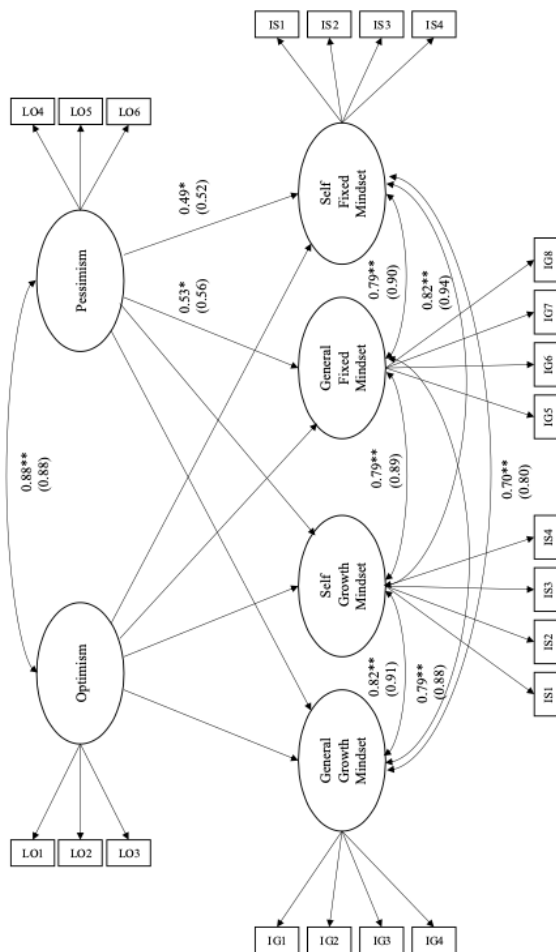 IS1
IS2
IS3
IS4
LO4
LO5
LO6
0.49*
(0.52)
Pessimism
Self
Fixed
Mindset
0.53*
(0.56)
0.79**
(0.90)
0.82**
(0.94)
IG8
IG7
IG6
IG5
General
Fixed
Mindset
0.88**
(0.88)
0.79**
(0.89)
0.70**
(0.80)
Optimism
Self
Growth
Mindset
IS4
IS3
IS2
IS1
0.82**
(0.91)
0.79**
(0.88)
General
Growth
Mindset
LO1
LO2
LO3
IG1
IG2
IG3
IG4